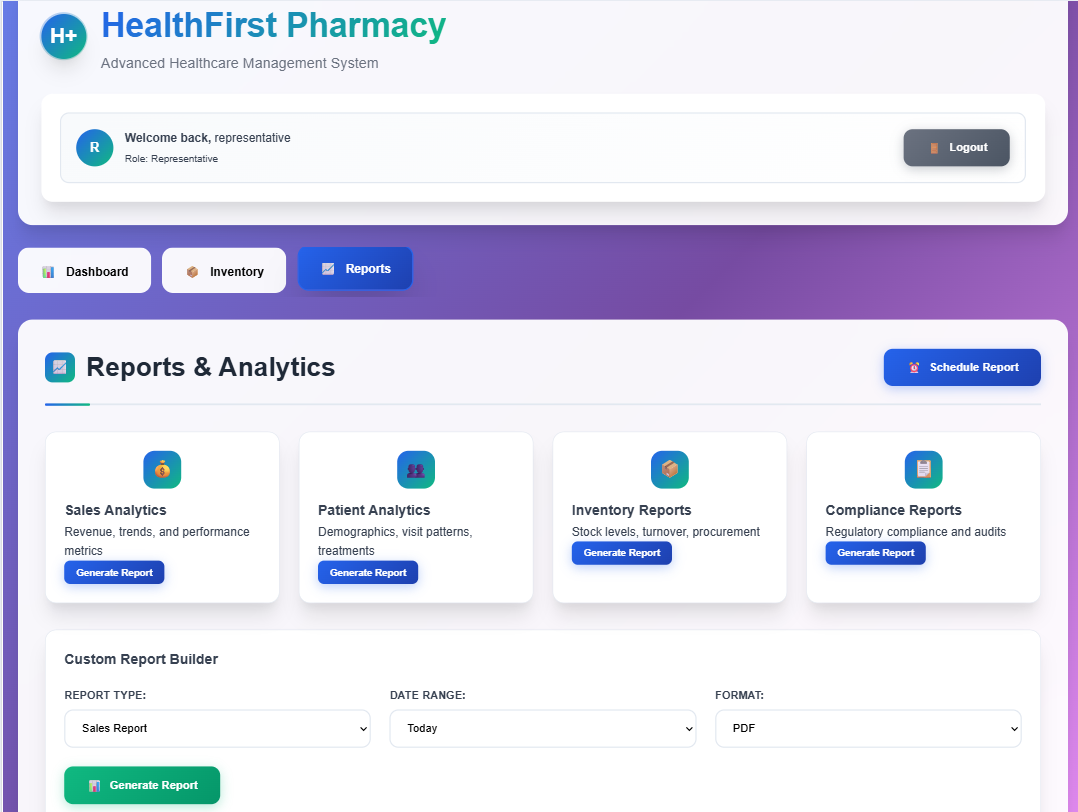 H+
HealthFirst Pharmacy
Advanced Healthcare Management System
R
Welcome back, representative
Role: Representative
Logout
Dashboard
Inventory
Reports
Reports & Analytics
Schedule Report
Sales Analytics
Revenue, trends, and performance
metrics
Generate Report
Patient Analytics
Demographics, visit patterns,
treatments
Generate Report
Inventory Reports
Stock levels, turnover, procurement
Generate Report
Compliance Reports
Regulatory compliance and audits
Generate Report
Custom Report Builder
REPORT TYPE:
Sales Report
DATE RANGE:
Today
FORMAT:
PDF
Generate Report